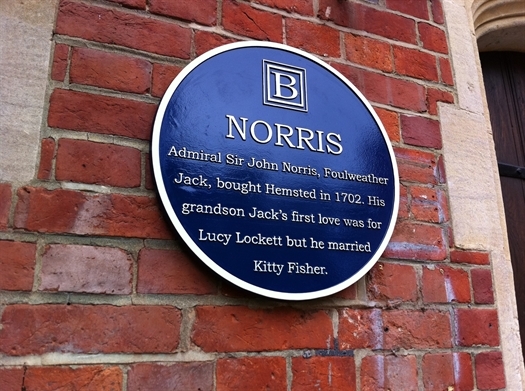 B
NORRIS
Admiral Sir John Norris, Foulweather
Jack, bought Hemsted in 1702. His
grandson Jack's first love was for
Lucy Lockett but he married
Kitty Fisher.